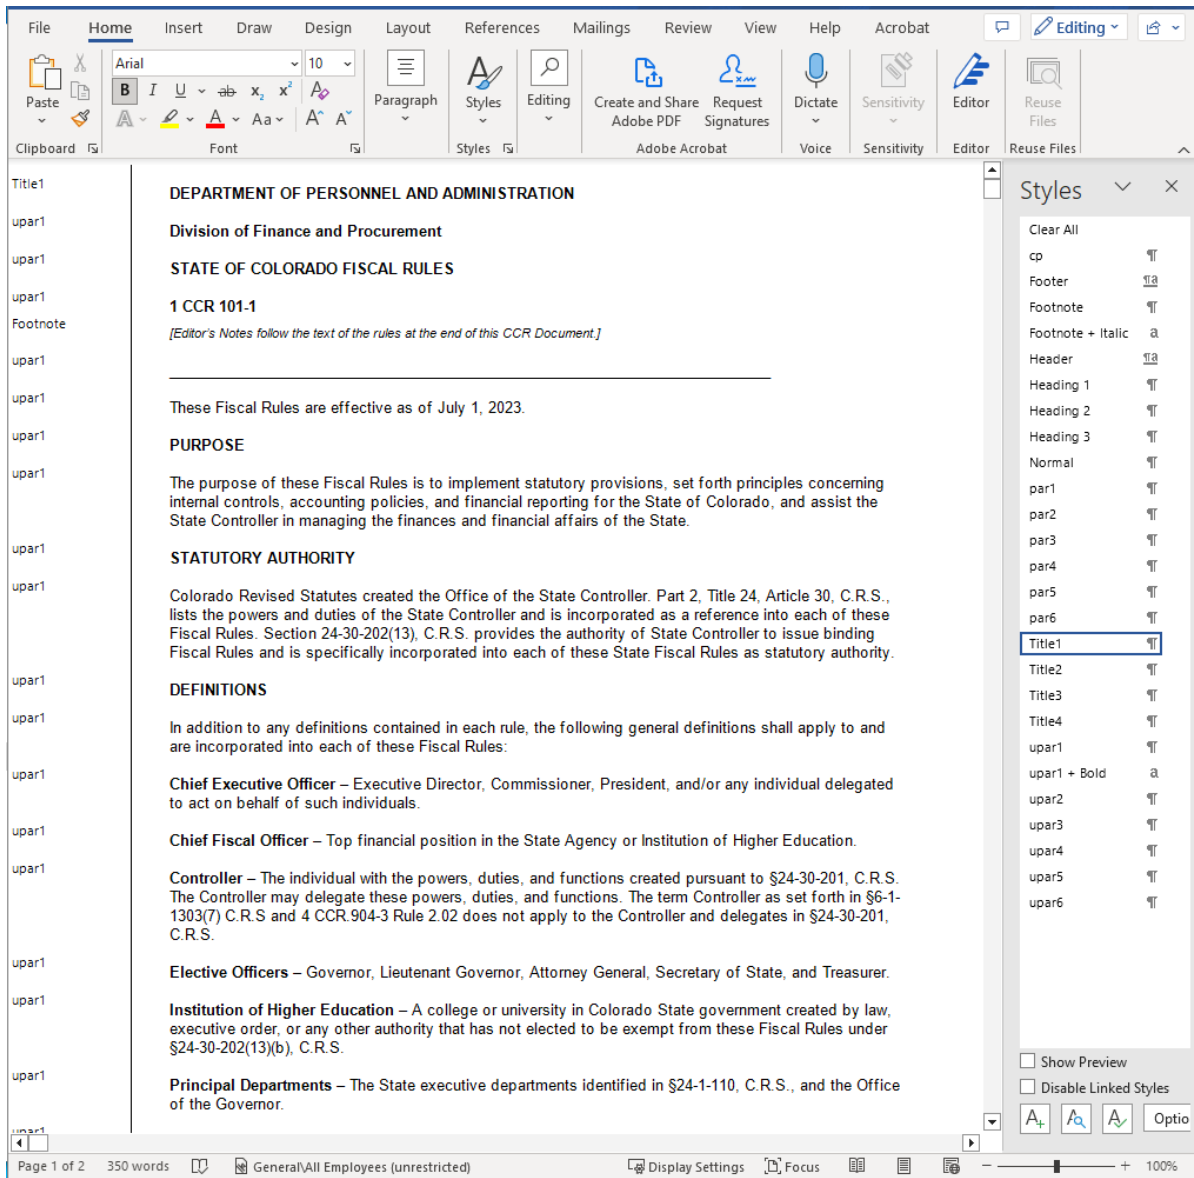 File Home Insert Draw Design Layout References Mailings Review View Help Acrobat Editing
Arial 10
B I U ab x₂ x² A
A A Aa A^ A˅
Paste
Paragraph
Styles
Editing
Create and Share
Adobe PDF
Request
Signatures
Dictate
Sensitivity
Editor
Reuse
Files
Clipboard Font Styles Adobe Acrobat Voice Sensitivity Editor Reuse Files
Title1 DEPARTMENT OF PERSONNEL AND ADMINISTRATION
upar1 Division of Finance and Procurement
upar1 STATE OF COLORADO FISCAL RULES
upar1 1 CCR 101-1
Footnote [Editor's Notes follow the text of the rules at the end of this CCR Document.]
upar1
upar1 These Fiscal Rules are effective as of July 1, 2023.
upar1 PURPOSE
upar1 The purpose of these Fiscal Rules is to implement statutory provisions, set forth principles concerning
internal controls, accounting policies, and financial reporting for the State of Colorado, and assist the
State Controller in managing the finances and financial affairs of the State.
upar1 STATUTORY AUTHORITY
upar1 Colorado Revised Statutes created the Office of the State Controller. Part 2, Title 24, Article 30, C.R.S.,
lists the powers and duties of the State Controller and is incorporated as a reference into each of these
Fiscal Rules. Section 24-30-202(13), C.R.S. provides the authority of State Controller to issue binding
Fiscal Rules and is specifically incorporated into each of these State Fiscal Rules as statutory authority.
upar1 DEFINITIONS
upar1 In addition to any definitions contained in each rule, the following general definitions shall apply to and
are incorporated into each of these Fiscal Rules:
upar1 Chief Executive Officer – Executive Director, Commissioner, President, and/or any individual delegated
to act on behalf of such individuals.
upar1 Chief Fiscal Officer – Top financial position in the State Agency or Institution of Higher Education.
upar1 Controller – The individual with the powers, duties, and functions created pursuant to §24-30-201, C.R.S.
The Controller may delegate these powers, duties, and functions. The term Controller as set forth in §6-1-
1303(7) C.R.S and 4 CCR.904-3 Rule 2.02 does not apply to the Controller and delegates in §24-30-201,
C.R.S.
upar1 Elective Officers – Governor, Lieutenant Governor, Attorney General, Secretary of State, and Treasurer.
upar1 Institution of Higher Education – A college or university in Colorado State government created by law,
executive order, or any other authority that has not elected to be exempt from these Fiscal Rules under
§24-30-202(13)(b), C.R.S.
upar1 Principal Departments – The State executive departments identified in §24-1-110, C.R.S., and the Office
of the Governor.
upar1
Styles
Clear All
cp ¶
Footer ¶a
Footnote ¶
Footnote + Italic a
Header ¶a
Heading 1 ¶
Heading 2 ¶
Heading 3 ¶
Normal ¶
par1 ¶
par2 ¶
par3 ¶
par4 ¶
par5 ¶
par6 ¶
Title1 ¶
Title2 ¶
Title3 ¶
Title4 ¶
upar1 ¶
upar1 + Bold a
upar2 ¶
upar3 ¶
upar4 ¶
upar5 ¶
upar6 ¶
Show Preview
Disable Linked Styles
Optio
Page 1 of 2 350 words General\All Employees (unrestricted) Display Settings Focus 100%